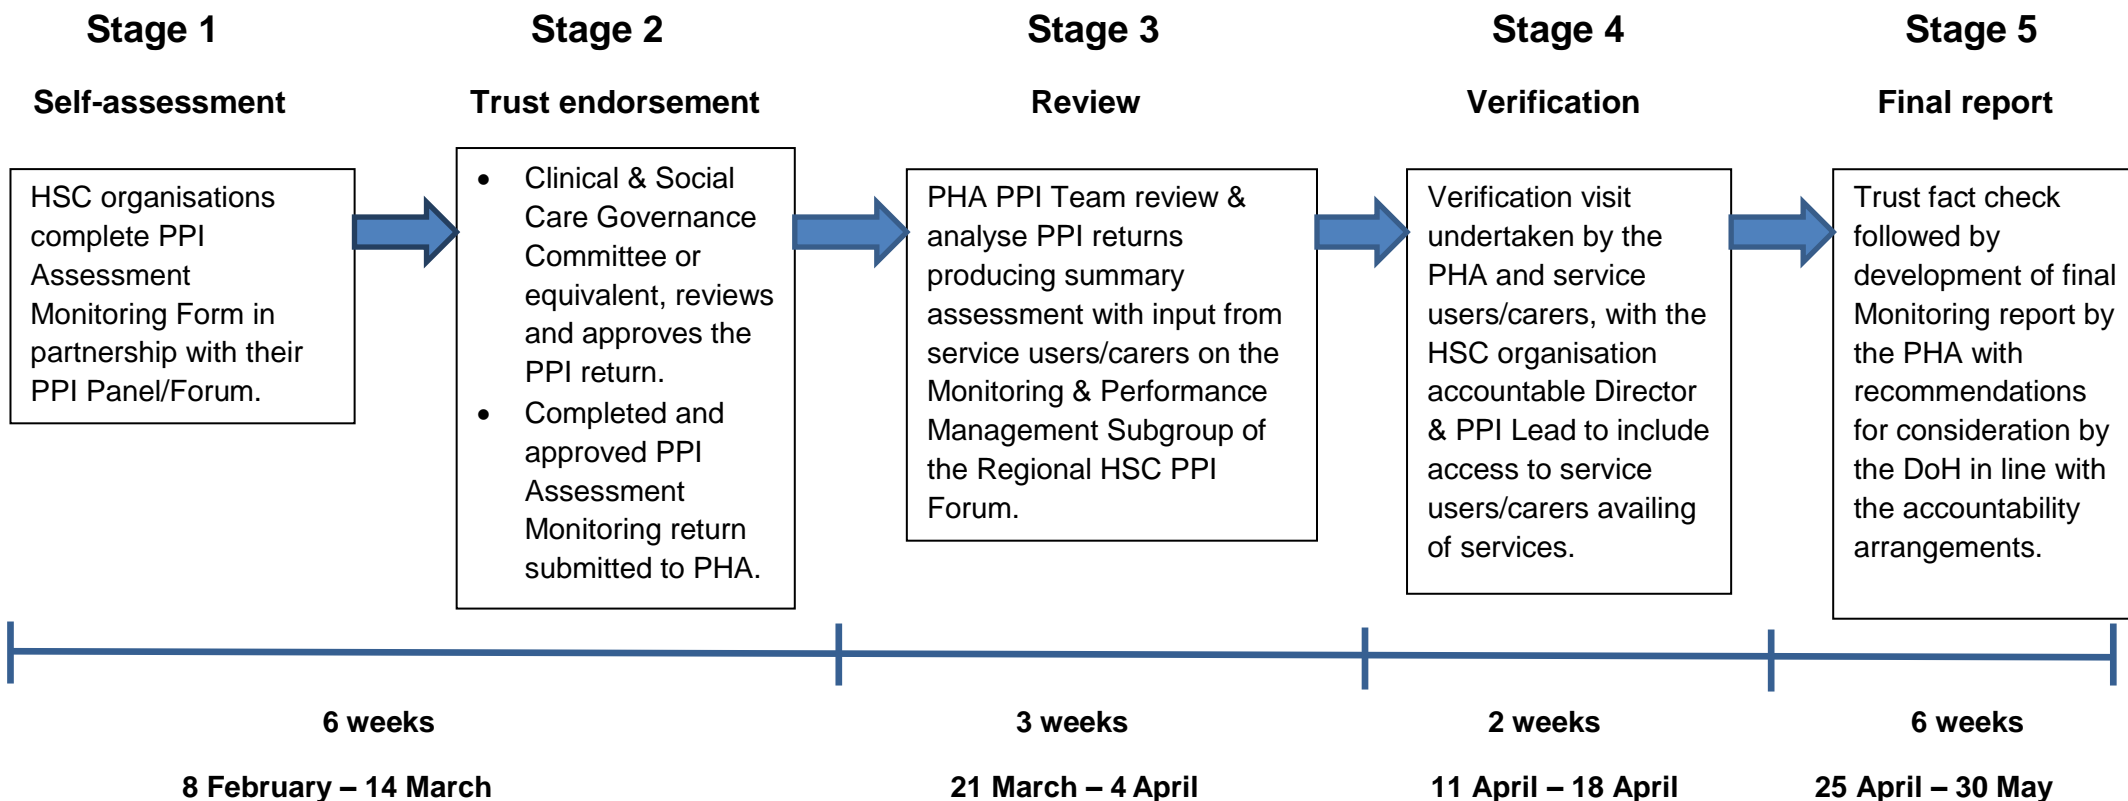 Stage 1
Stage 2
Stage 3
Stage 4
Stage 5
Self-assessment
Trust endorsement
Review
Verification
Final report
HSC organisations
complete PPI
Assessment
Monitoring Form in
partnership with their
PPI Panel/Forum.
• Clinical & Social
Care Governance
Committee or
equivalent, reviews
and approves the
PPI return.
• Completed and
approved PPI
Assessment
Monitoring return
submitted to PHA.
PHA PPI Team review &
analyse PPI returns
producing summary
assessment with input from
service users/carers on the
Monitoring & Performance
Management Subgroup of
the Regional HSC PPI
Forum.
Verification visit
undertaken by the
PHA and service
users/carers, with the
HSC organisation
accountable Director
& PPI Lead to include
access to service
users/carers availing
of services.
Trust fact check
followed by
development of final
Monitoring report by
the PHA with
recommendations
for consideration by
the DoH in line with
the accountability
arrangements.
6 weeks
3 weeks
2 weeks
6 weeks
8 February – 14 March
21 March – 4 April
11 April – 18 April
25 April – 30 May